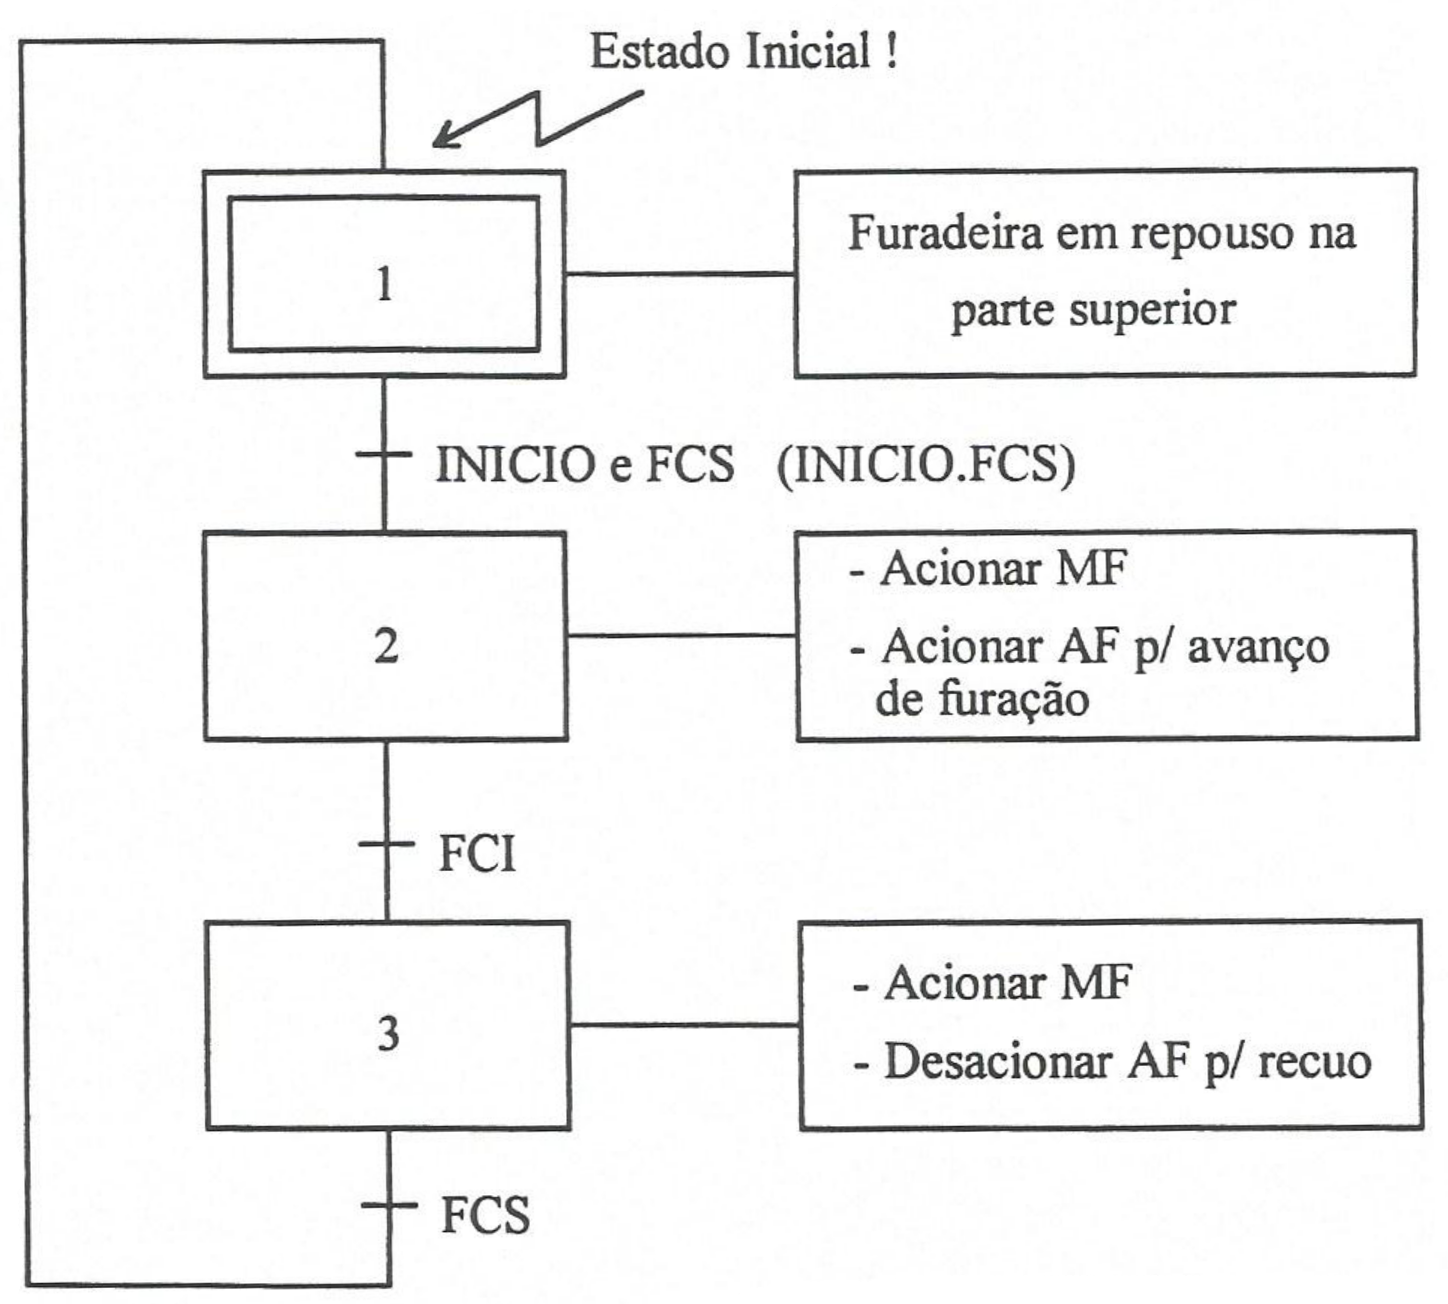 Estado Inicial !
1
Furadeira em repouso na
parte superior
INICIO e FCS (INICIO.FCS)
2
- Acionar MF
- Acionar AF p/ avanço
de furação
FCI
3
- Acionar MF
- Desacionar AF p/ recuo
FCS